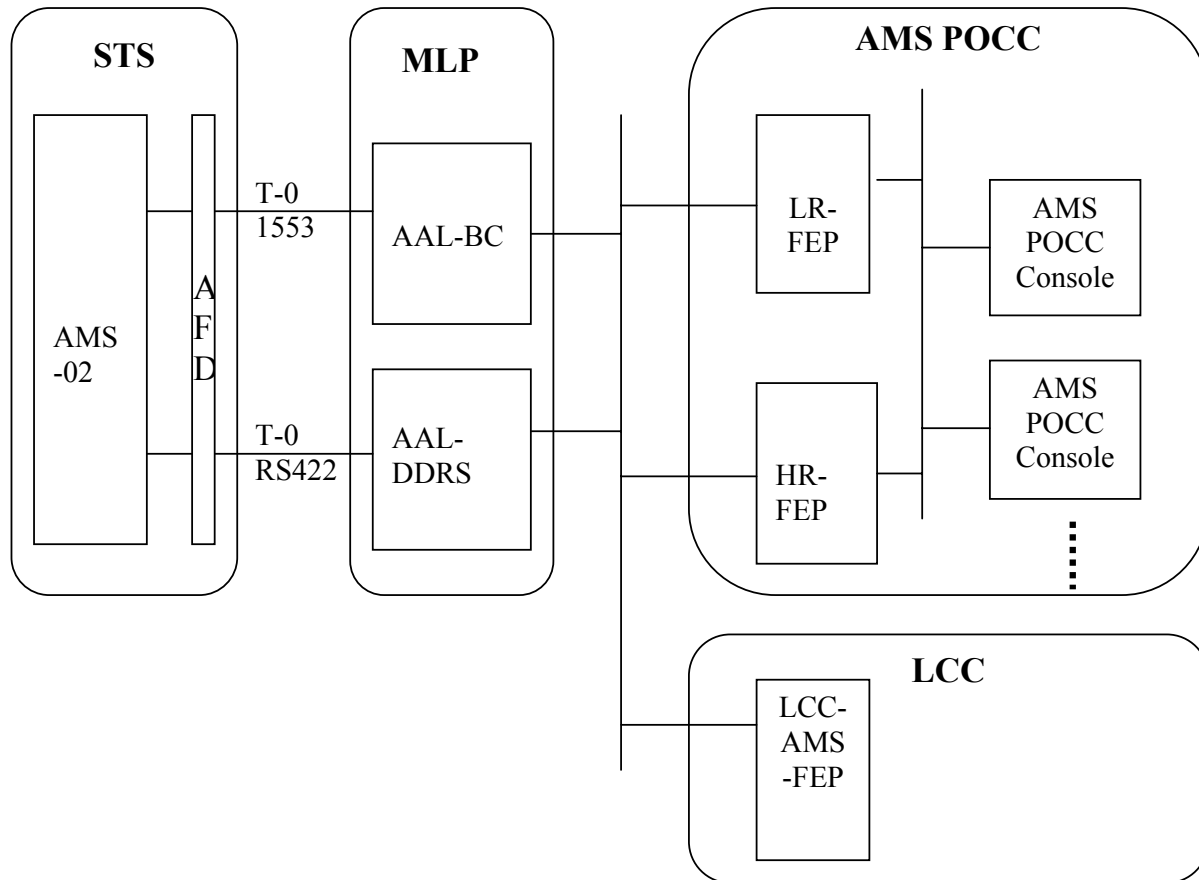 STS
AMS
-02
A
F
D
T-0
1553
T-0
RS422
MLP
AAL-BC
AAL-
DDRS
AMS POCC
LR-
FEP
HR-
FEP
AMS
POCC
Console
AMS
POCC
Console
LCC
LCC-
AMS
-FEP